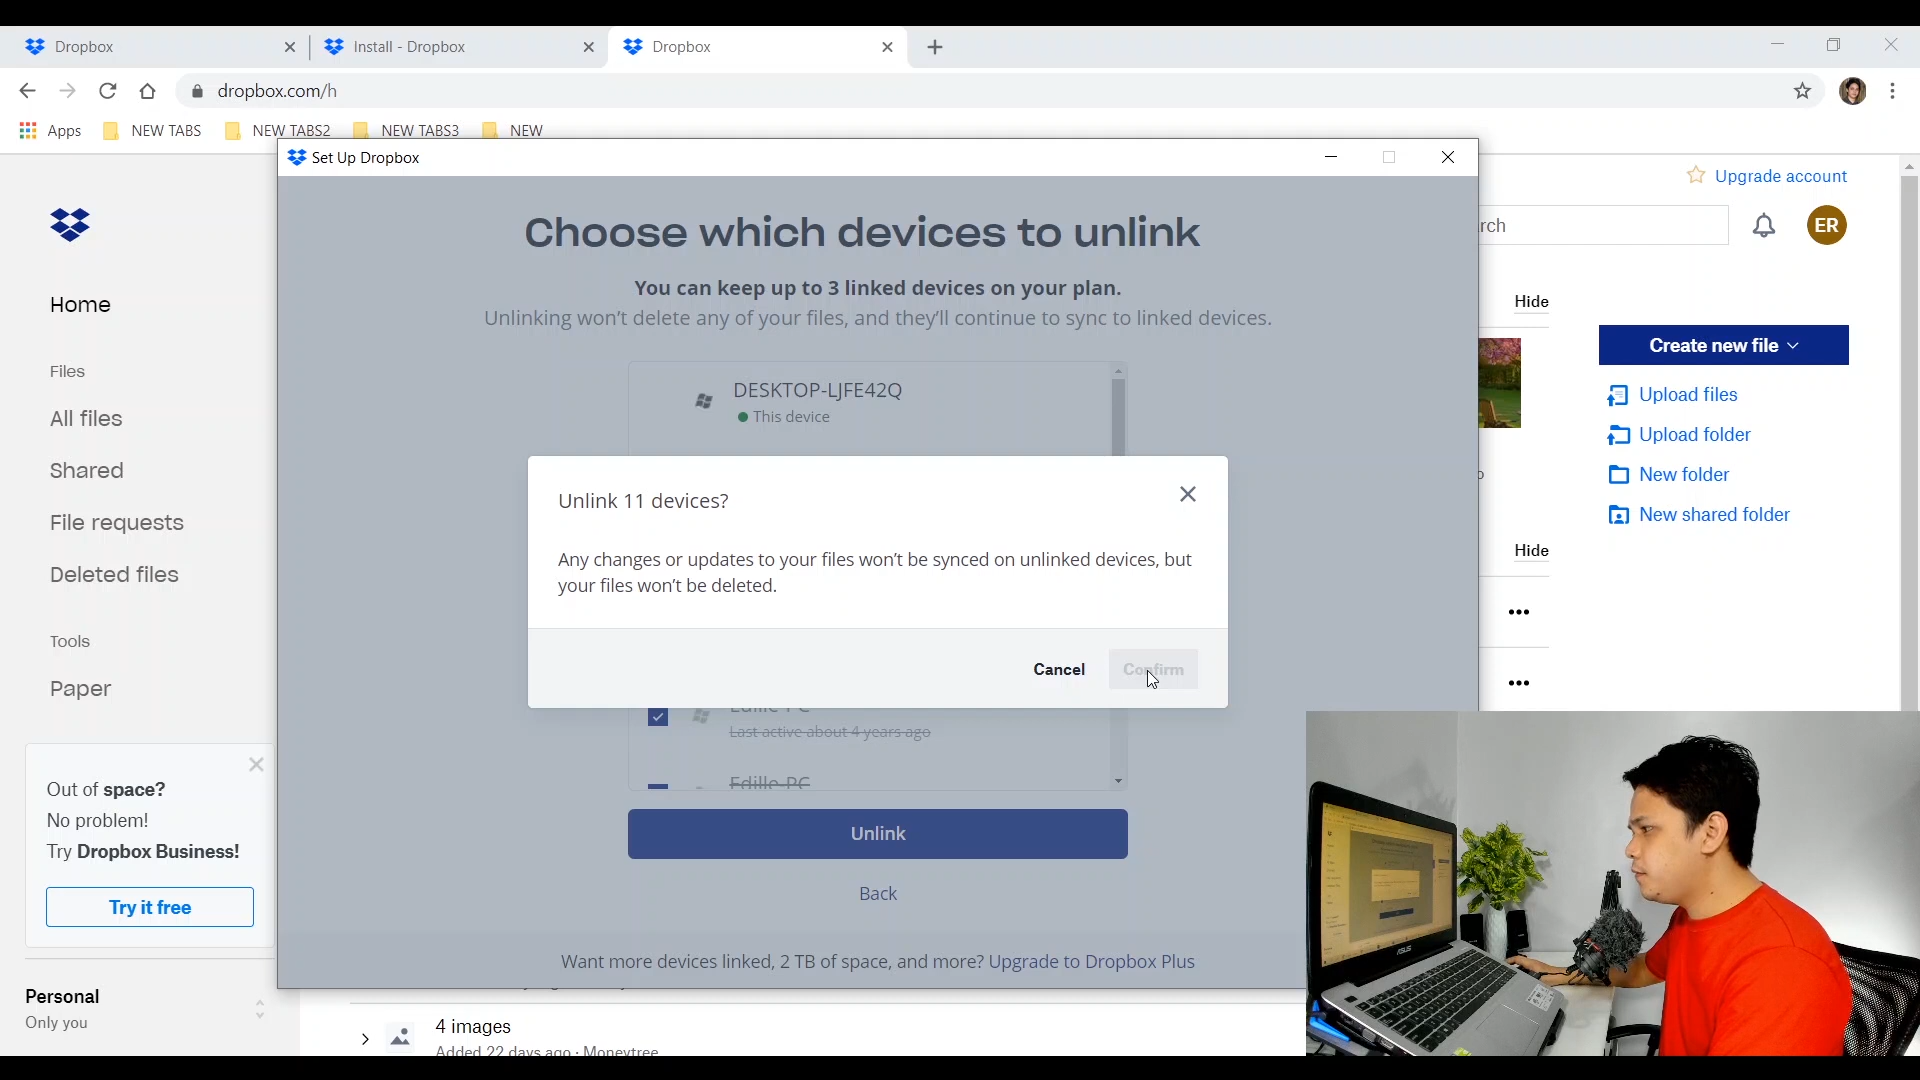 Dropbox
Install - Dropbox
Dropbox
dropbox.com/h
Apps
NEW TABS
NEW TABS2
NEW TABS3
NEW
Set Up Dropbox
Upgrade account
rch
ER
Home
Files
All files
Shared
File requests
Deleted files
Tools
Paper
Out of space?
No problem!
Try Dropbox Business!
Try it free
Personal
Only you
Choose which devices to unlink
You can keep up to 3 linked devices on your plan.
Unlinking won't delete any of your files, and they'll continue to sync to linked devices.
DESKTOP-LJFE42Q
This device
Unlink 11 devices?
Any changes or updates to your files won't be synced on unlinked devices, but
your files won't be deleted.
Cancel
Confirm
Edille-PC
Last active about 4 years ago
Edille-PC
Unlink
Back
Want more devices linked, 2 TB of space, and more? Upgrade to Dropbox Plus
4 images
Added 22 days ago · Moneytree
Hide
Hide
Create new file
Upload files
Upload folder
New folder
New shared folder
ASUS